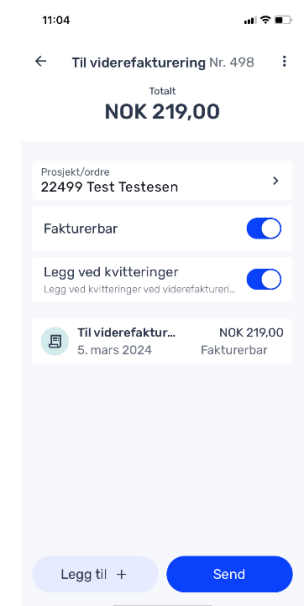 11:04
Til viderefakturering Nr. 498
Totalt
NOK 219,00
Prosjekt/ordre
22499 Test Testesen
Fakturerbar
Legg ved kvitteringer
Legg ved kvitteringer ved viderefaktureri...
Til viderefaktur... NOK 219,00
5. mars 2024 Fakturerbar
Legg til +
Send